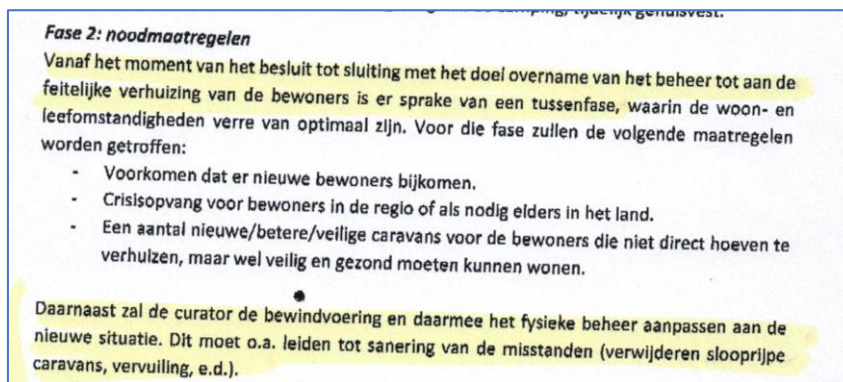 tijdelijk gehuisvest.
Fase 2: noodmaatregelen
Vanaf het moment van het besluit tot sluiting met het doel overname van het beheer tot aan de
feitelijke verhuizing van de bewoners is er sprake van een tussenfase, waarin de woon- en
leefomstandigheden verre van optimaal zijn. Voor die fase zullen de volgende maatregelen
worden getroffen:
- Voorkomen dat er nieuwe bewoners bijkomen.
- Crisisopvang voor bewoners in de regio of als nodig elders in het land.
- Een aantal nieuwe/betere/veilige caravans voor de bewoners die niet direct hoeven te
verhuizen, maar wel veilig en gezond moeten kunnen wonen.
Daarnaast zal de curator de bewindvoering en daarmee het fysieke beheer aanpassen aan de
nieuwe situatie. Dit moet o.a. leiden tot sanering van de misstanden (verwijderen slooprijpe
caravans, vervuiling, e.d.).